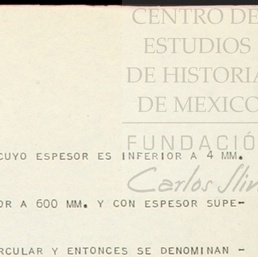 CENTRO DE
ESTUDIOS
DE HISTORIA
DE MEXICO
FUNDACIÓ
Carlos Sli
CUYO ESPESOR ES INFERIOR A 4 MM.
OR A 600 MM. Y CON ESPESOR SUPE-
RCULAR Y ENTONCES SE DENOMINAN -